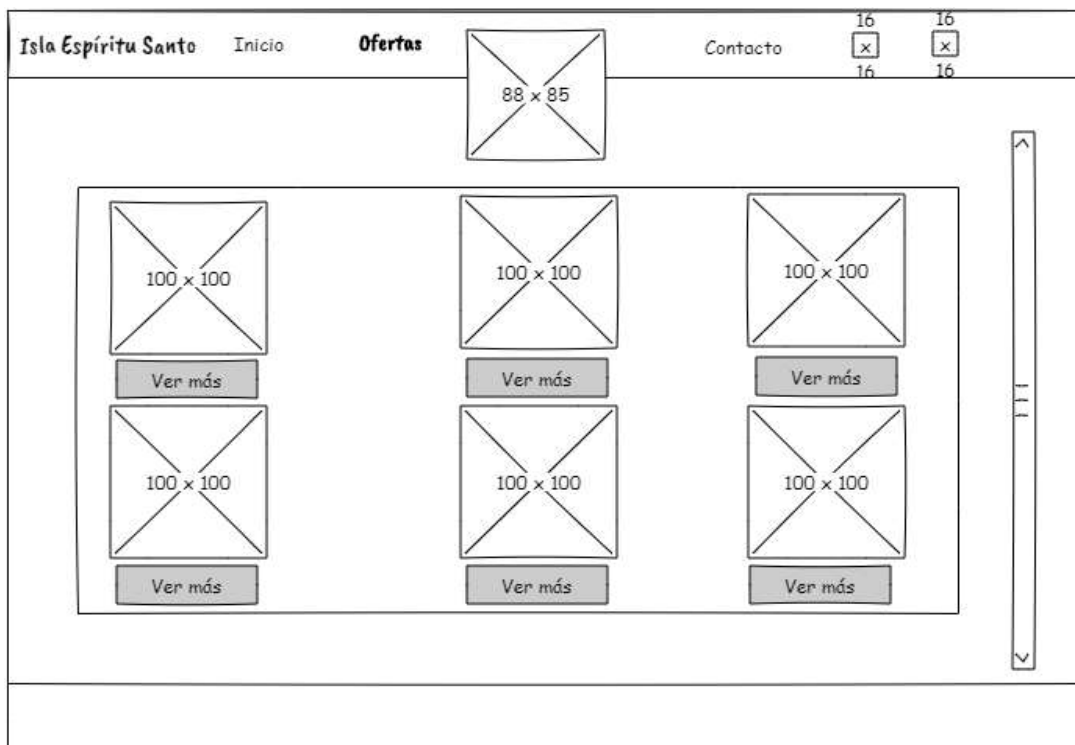 Isla Espíritu Santo Inicio Ofertas Contacto
16 16
x x
16 16
88 x 85
100 x 100 100 x 100 100 x 100
Ver más Ver más Ver más
100 x 100 100 x 100 100 x 100
Ver más Ver más Ver más